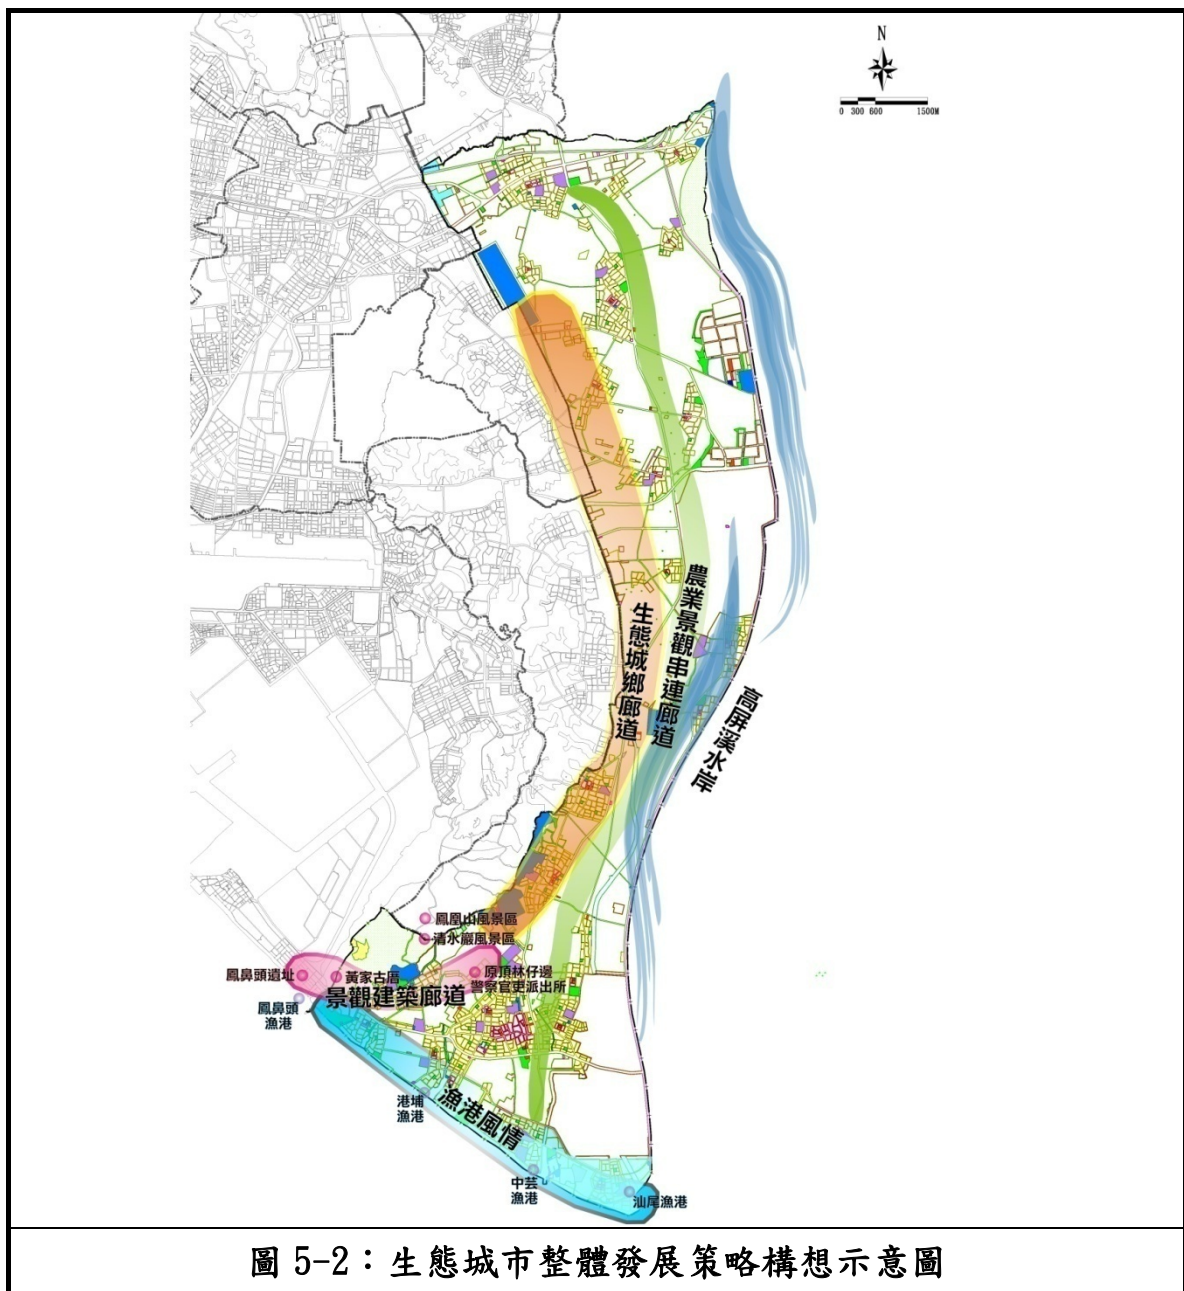 N
0 300 600 1500M
農業景觀串連廊道
生態城鄉廊道
高屏溪水岸
鳳凰山風景區
清水巖風景區
鳳鼻頭遺址
黃家古厝
原頂林仔邊
警察官吏派出所
景觀建築廊道
鳳鼻頭
漁港
港埔
漁港
漁港風情
中芸
漁港
汕尾漁港
圖 5-2：生態城市整體發展策略構想示意圖